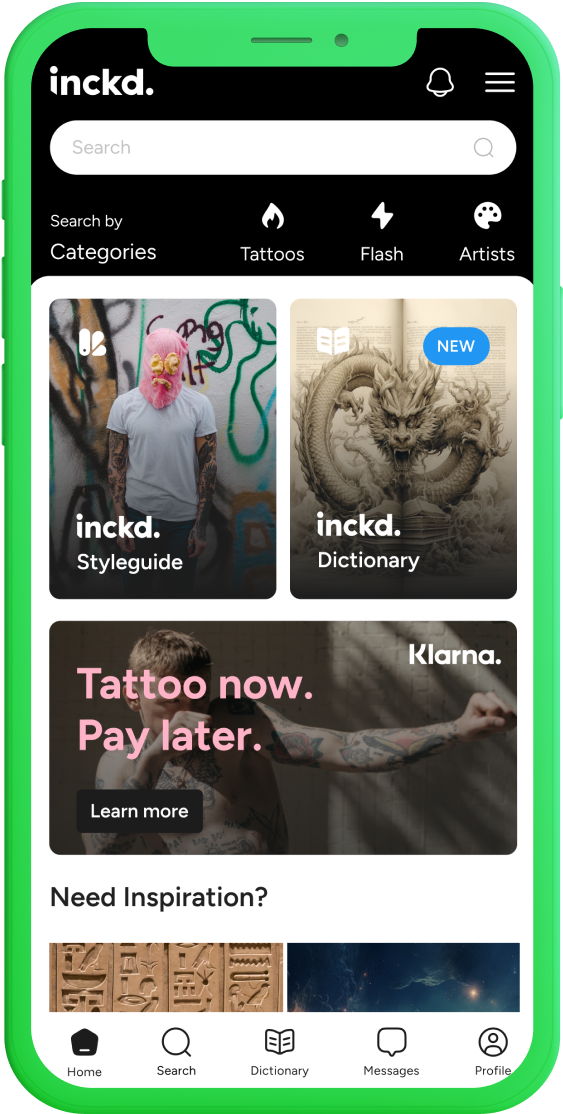 inckd.
Search
Search by
Categories
Tattoos
Flash
Artists
NEW
inckd.
Styleguide
inckd.
Dictionary
Klarna.
Tattoo now.
Pay later.
Learn more
Need Inspiration?
Home
Search
Dictionary
Messages
Profile